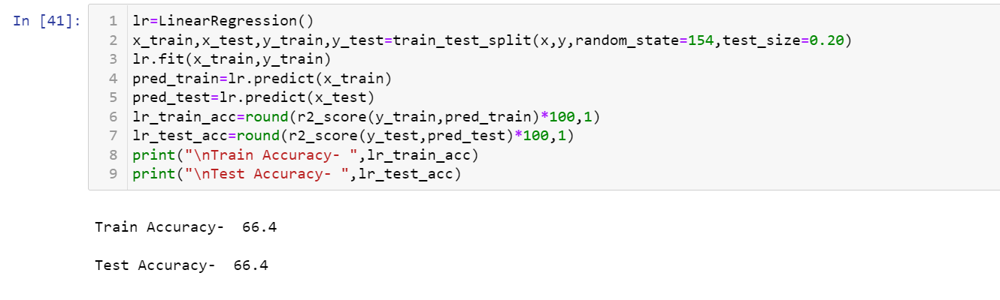 In [41]:
1 lr=LinearRegression()
2 x_train,x_test,y_train,y_test=train_test_split(x,y,random_state=154,test_size=0.20)
3 lr.fit(x_train,y_train)
4 pred_train=lr.predict(x_train)
5 pred_test=lr.predict(x_test)
6 lr_train_acc=round(r2_score(y_train,pred_train)*100,1)
7 lr_test_acc=round(r2_score(y_test,pred_test)*100,1)
8 print("\nTrain Accuracy- ",lr_train_acc)
9 print("\nTest Accuracy- ",lr_test_acc)
Train Accuracy-  66.4
Test Accuracy-  66.4